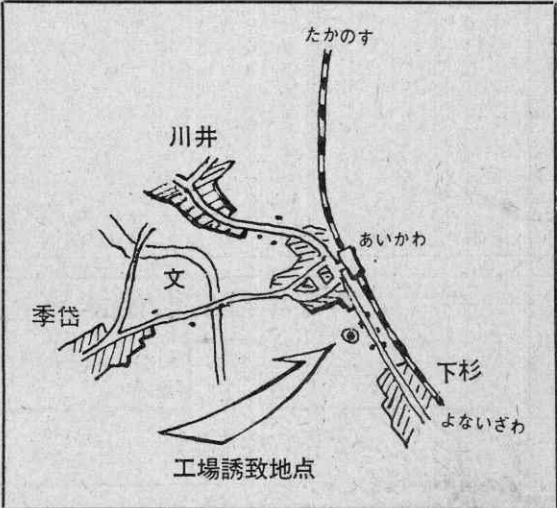 たかのす
川井
あいかわ
文
季岱
下杉
よないざわ
工場誘致地点